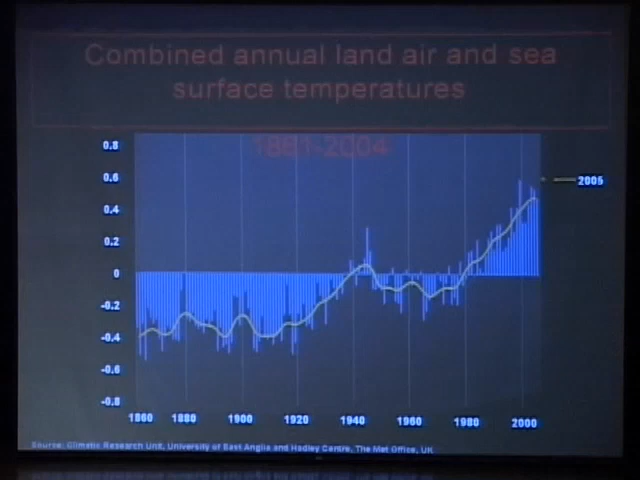 Combined annual land air and sea
surface temperatures
1861-2004
0.8
0.6
2005
0.4
0.2
0
-0.2
-0.4
-0.6
-0.8
1860 1880 1900 1920 1940 1960 1980 2000
Source: Climatic Research Unit, University of East Anglia and Hadley Centre, The Met Office, UK